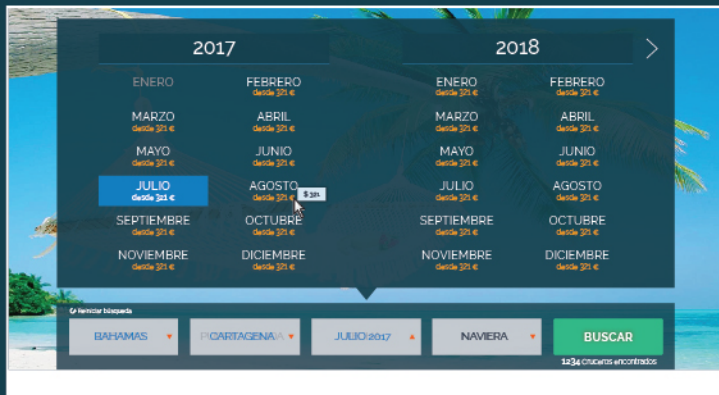 2017 2018
ENERO FEBRERO ENERO FEBRERO
desde 321 € desde 321 € desde 321 €
MARZO ABRIL MARZO ABRIL
desde 321 € desde 321 € desde 321 € desde 321 €
MAYO JUNIO MAYO JUNIO
desde 321 € desde 321 € desde 321 € desde 321 €
JULIO AGOSTO JULIO AGOSTO
desde 321 € desde 321 € $ 321 desde 321 € desde 321 €
SEPTIEMBRE OCTUBRE SEPTIEMBRE OCTUBRE
desde 321 € desde 321 € desde 321 € desde 321 €
NOVIEMBRE DICIEMBRE NOVIEMBRE DICIEMBRE
desde 321 € desde 321 € desde 321 € desde 321 €
Reiniciar búsqueda
BAHAMAS CARTAGENA JULIO 2017 NAVIERA BUSCAR
1234 cruceros encontrados